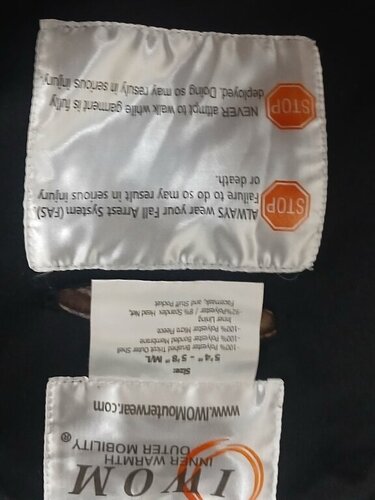 IWOM
INNER WARMTH
OUTER MOBILITY ®
www.IWOMouterwear.com
Size:
5'4" - 5'8" M/L
100% Polyester Brushed Tricot Outer Shell
-100% Polyester Bonded Membrane
-100% Polyester Micro Fleece
Inner Lining
-92%Polyester / 8% Spandex Head Net,
Facemask, and Stuff Pocket
STOP
ALWAYS wear your Fall Arrest System (FAS).
Failure to do so may result in serious injury
or death.
STOP
NEVER attmpt to walk while garment is fully
deployed. Doing so may resuly in serious injury.